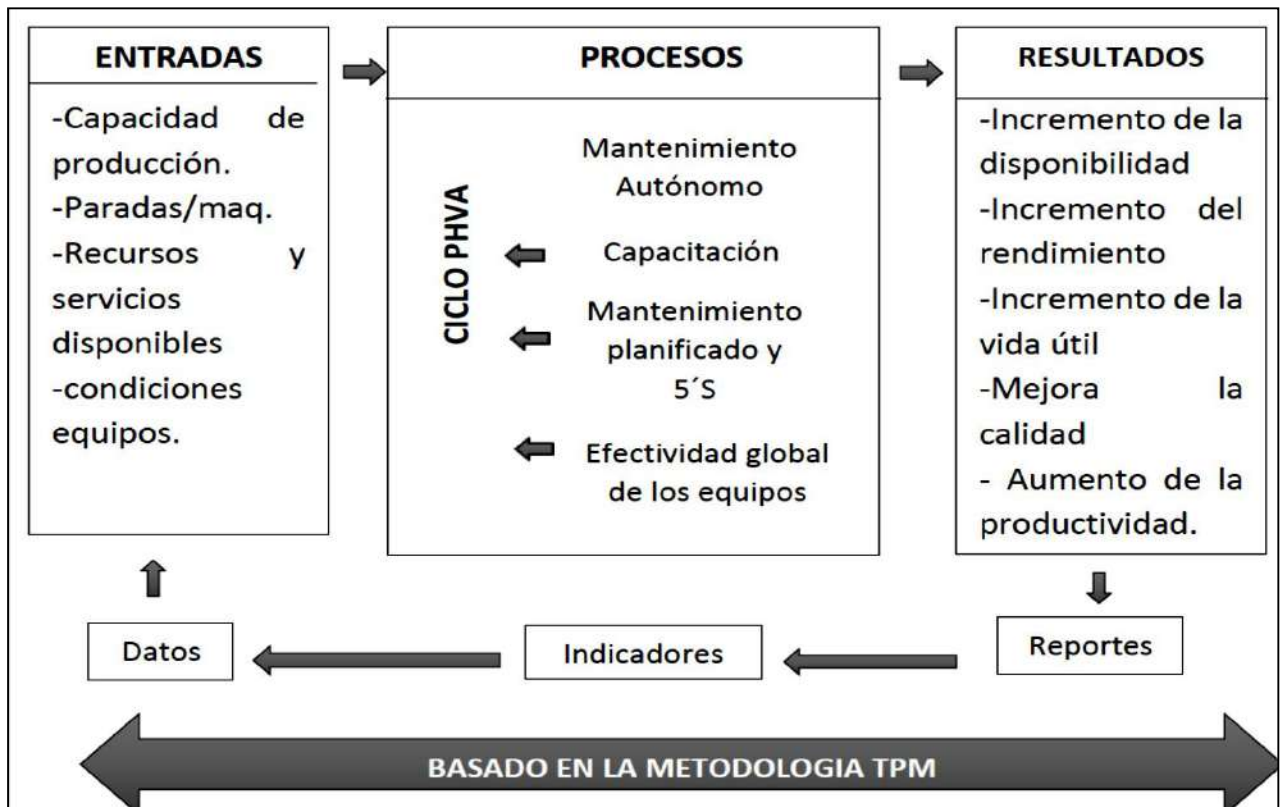 ENTRADAS
-Capacidad de
producción.
-Paradas/maq.
-Recursos y
servicios
disponibles
-condiciones
equipos.
PROCESOS
CICLO PHVA
Mantenimiento
Autónomo
Capacitación
Mantenimiento
planificado y
5´S
Efectividad global
de los equipos
RESULTADOS
-Incremento de la
disponibilidad
-Incremento del
rendimiento
-Incremento de la
vida útil
-Mejora la
calidad
- Aumento de la
productividad.
Datos
Indicadores
Reportes
BASADO EN LA METODOLOGIA TPM